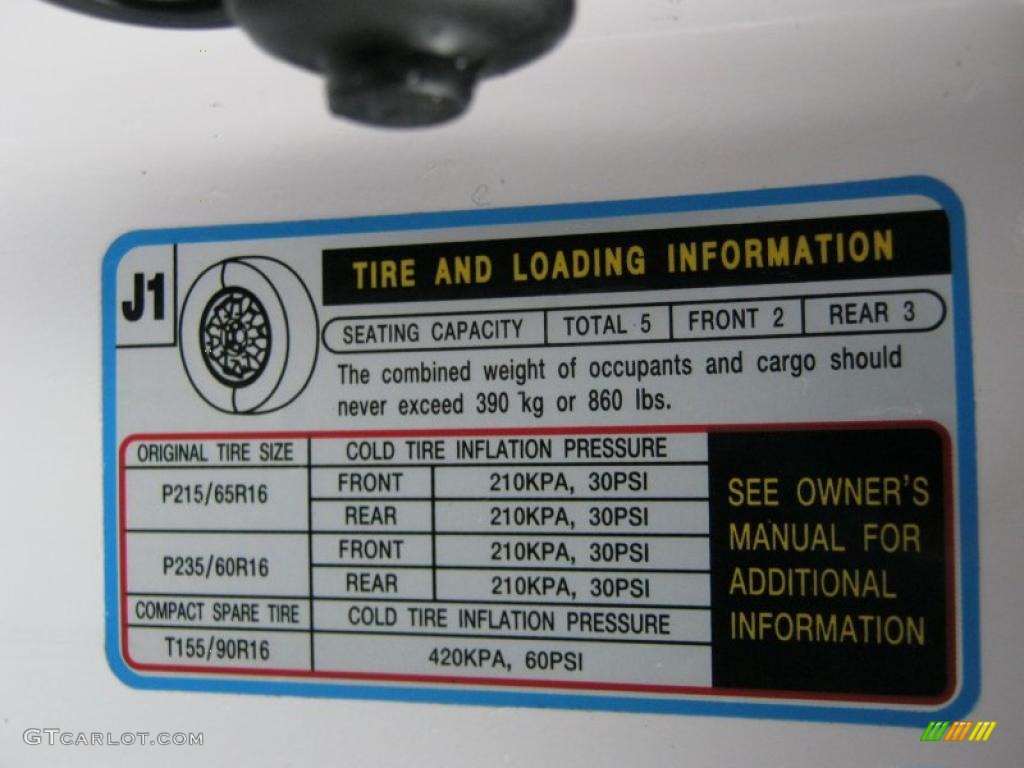 J1
TIRE AND LOADING INFORMATION
SEATING CAPACITY TOTAL 5 FRONT 2 REAR 3
The combined weight of occupants and cargo should
never exceed 390 kg or 860 lbs.
ORIGINAL TIRE SIZE COLD TIRE INFLATION PRESSURE
P215/65R16 FRONT 210KPA, 30PSI
REAR 210KPA, 30PSI
P235/60R16 FRONT 210KPA, 30PSI
REAR 210KPA, 30PSI
COMPACT SPARE TIRE COLD TIRE INFLATION PRESSURE
T155/90R16 420KPA, 60PSI
SEE OWNER'S
MANUAL FOR
ADDITIONAL
INFORMATION
GTCARLOT.COM